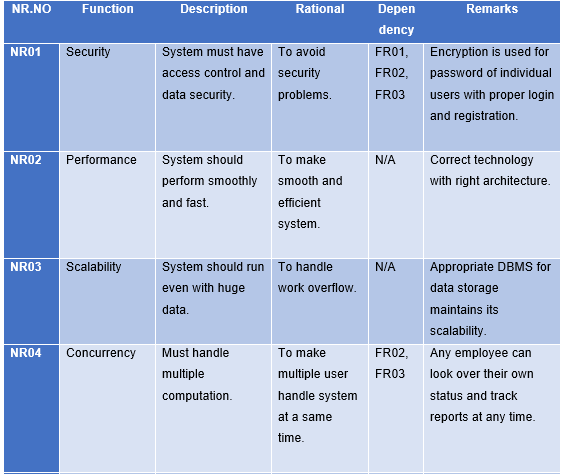 NR.NO Function Description Rational Depen
dency Remarks
NR01 Security System must have
access control and
data security. To avoid
security
problems. FR01,
FR02,
FR03 Encryption is used for
password of individual
users with proper login
and registration.
NR02 Performance System should
perform smoothly
and fast. To make
smooth and
efficient
system. N/A Correct technology
with right architecture.
NR03 Scalability System should run
even with huge
data. To handle
work overflow. N/A Appropriate DBMS for
data storage
maintains its
scalability.
NR04 Concurrency Must handle
multiple
computation. To make
multiple user
handle system
at a same
time. FR02,
FR03 Any employee can
look over their own
status and track
reports at any time.